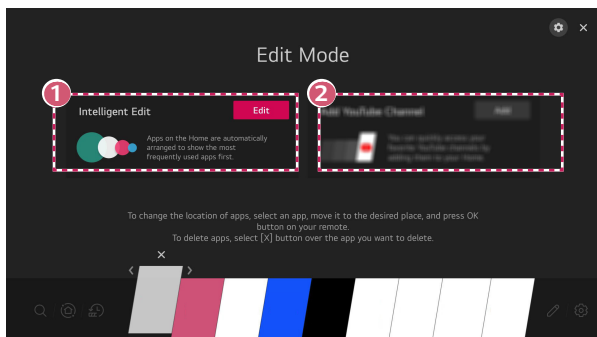 Edit Mode
1
Intelligent Edit
Edit
Apps on the Home are automatically
arranged to show the most
frequently used apps first.
2
Add YouTube Channel
Add
You can quickly access your
favorite YouTube channels by
adding them to your Home.
To change the location of apps, select an app, move it to the desired place, and press OK
button on your remote.
To delete apps, select [X] button over the app you want to delete.